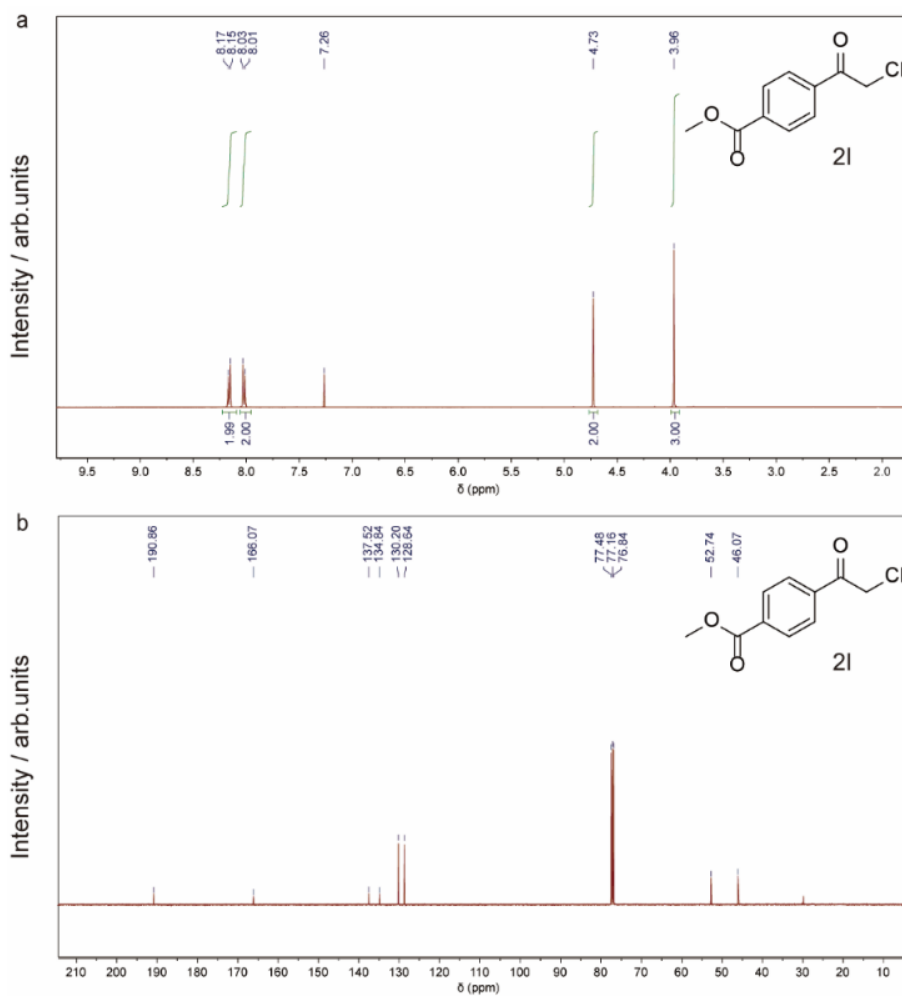 a
8.17
8.15
8.03
8.01
7.26
4.73
3.96
O
Cl
O
O
2l
Intensity / arb.units
1.99
2.00
2.00
3.00
9.5 9.0 8.5 8.0 7.5 7.0 6.5 6.0 5.5 5.0 4.5 4.0 3.5 3.0 2.5 2.0
δ (ppm)
b
190.86
166.07
137.52
134.84
130.20
128.64
77.48
77.16
76.84
52.74
46.07
O
Cl
O
O
2l
Intensity / arb.units
210 200 190 180 170 160 150 140 130 120 110 100 90 80 70 60 50 40 30 20 10
δ (ppm)